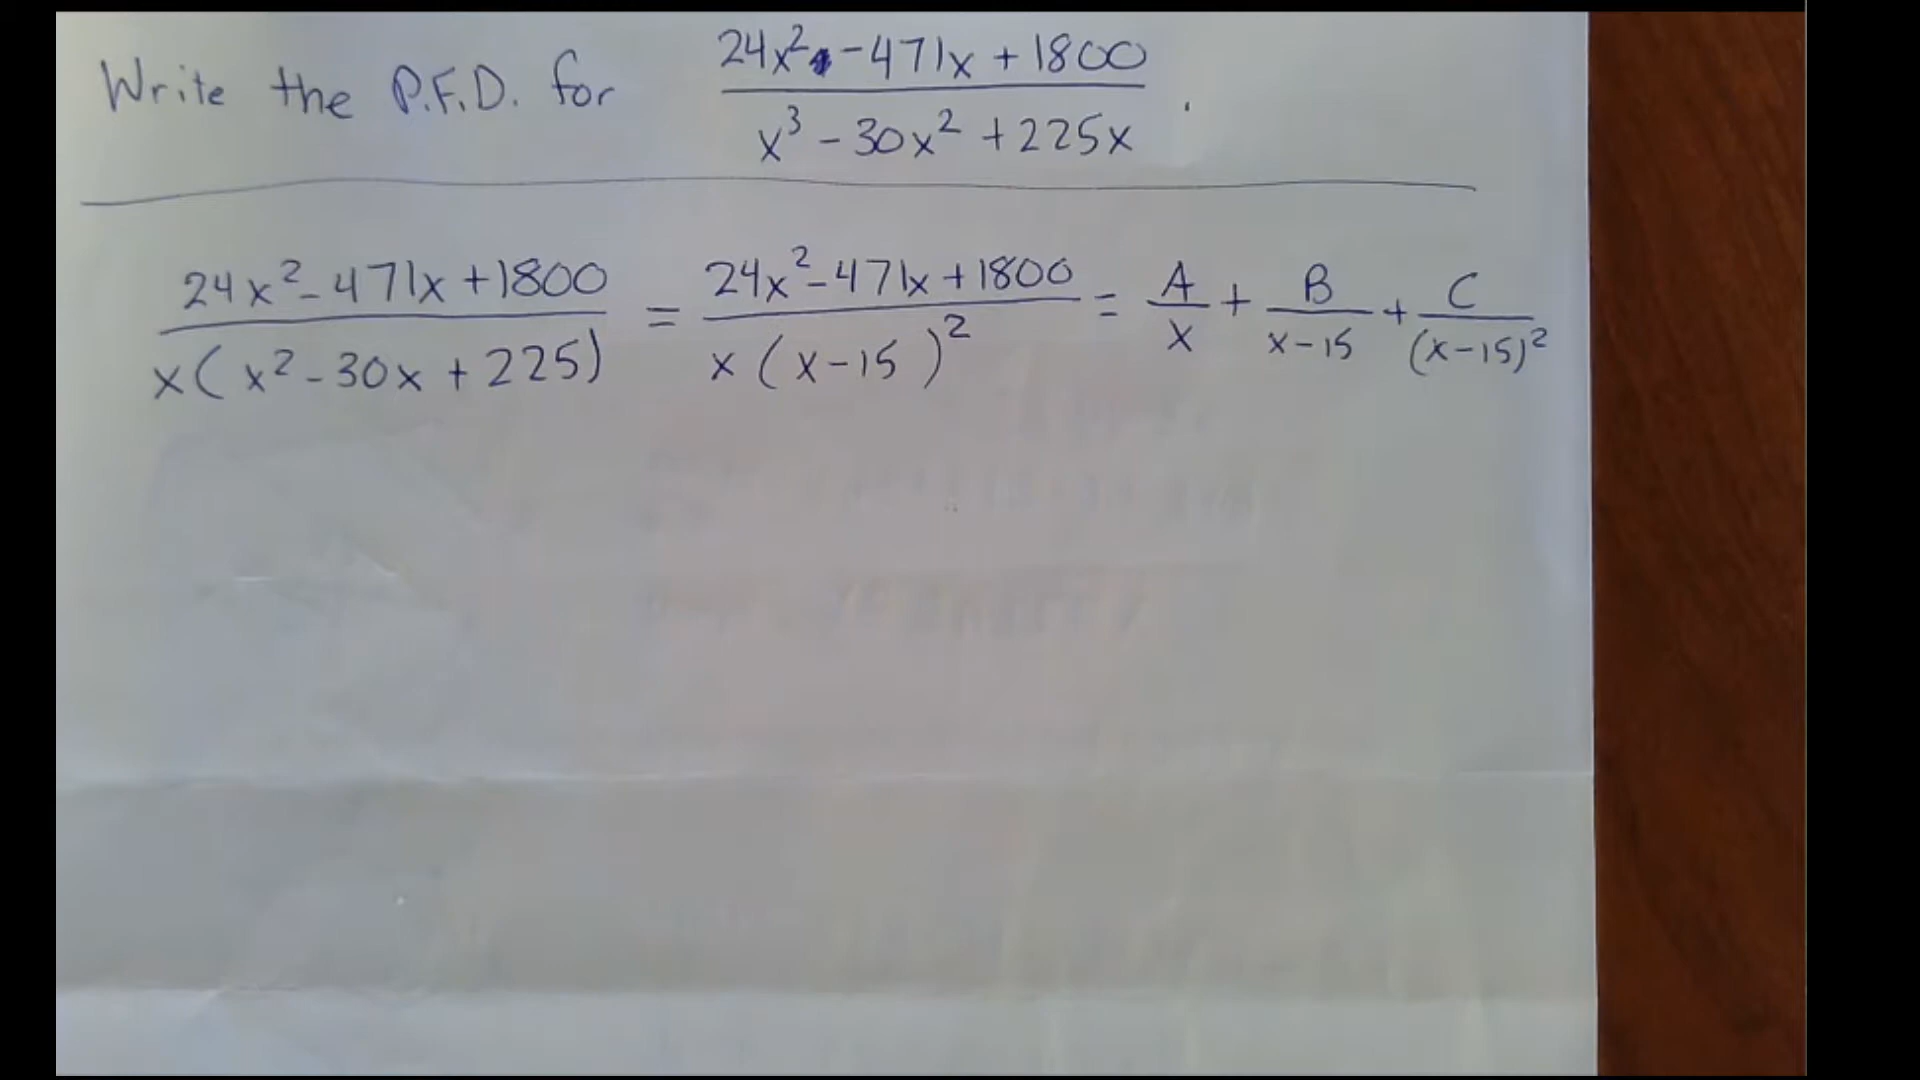 Write the P.F.D. for (24x² - 471x + 1800)/(x³ - 30x² + 225x) .
(24x² - 471x + 1800)/(x(x² - 30x + 225)) = (24x² - 471x + 1800)/(x(x - 15)²) = A/x + B/(x - 15) + C/(x - 15)²